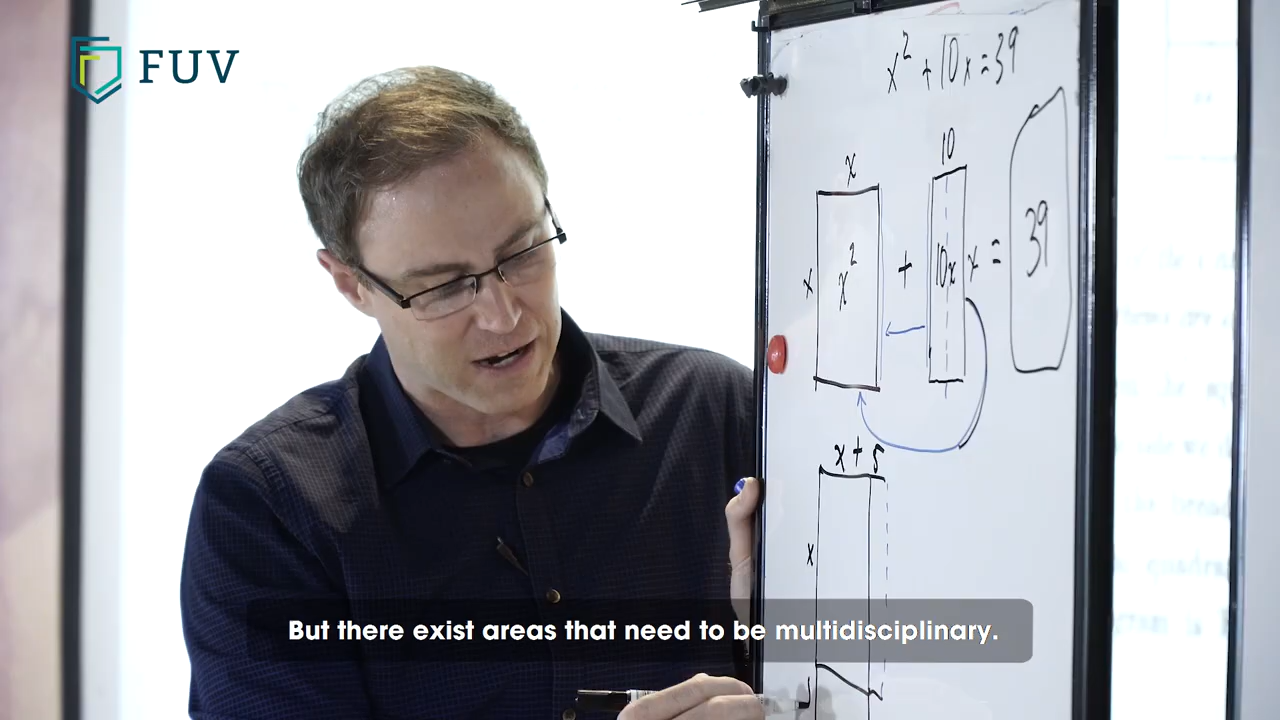 FUV
x² + 10x = 39
10
x
x x² + 10x x = 39
x + 5
x
But there exist areas that need to be multidisciplinary.